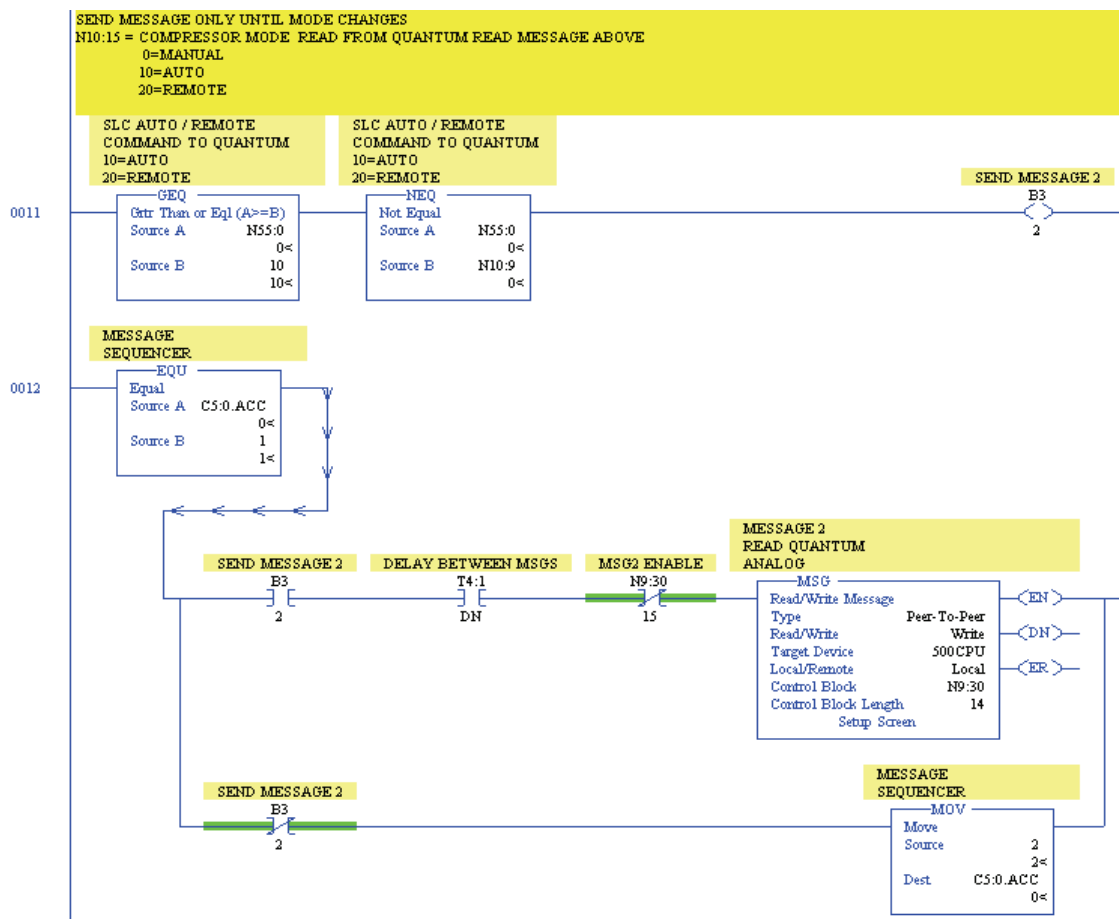 SEND MESSAGE ONLY UNTIL MODE CHANGES
N10:15 = COMPRESSOR MODE READ FROM QUANTUM READ MESSAGE ABOVE
0=MANUAL
10=AUTO
20=REMOTE
SLC AUTO / REMOTE
COMMAND TO QUANTUM
10=AUTO
20=REMOTE
SLC AUTO / REMOTE
COMMAND TO QUANTUM
10=AUTO
20=REMOTE
SEND MESSAGE 2
0011
GEQ
Grtr Than or Eql (A>=B)
Source A N55:0
0<
Source B 10
10<
NEQ
Not Equal
Source A N55:0
0<
Source B N10:9
0<
B3
2
MESSAGE
SEQUENCER
0012
EQU
Equal
Source A C5:0.ACC
0<
Source B 1
1<
SEND MESSAGE 2
B3
2
DELAY BETWEEN MSGS
T4:1
DN
MSG2 ENABLE
N9:30
15
MESSAGE 2
READ QUANTUM
ANALOG
MSG
Read/Write Message
Type Peer-To-Peer
Read/Write Write
Target Device 500CPU
Local/Remote Local
Control Block N9:30
Control Block Length 14
Setup Screen
EN
DN
ER
SEND MESSAGE 2
B3
2
MESSAGE
SEQUENCER
MOV
Move
Source 2
2<
Dest C5:0.ACC
0<